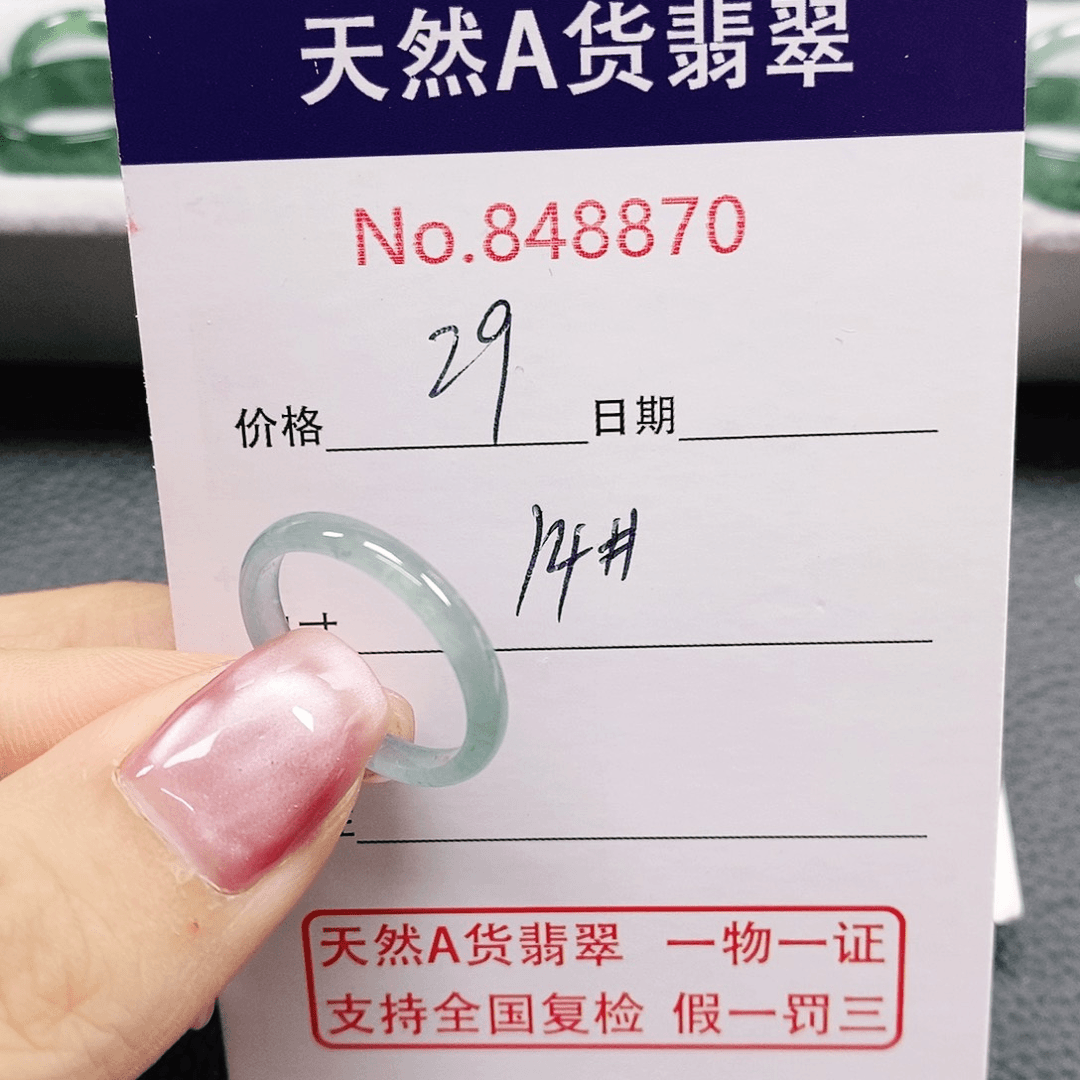 天然A货翡翠
No.848870
价格 29 日期
14#
寸
天然A货翡翠 一物一证
支持全国复检 假一罚三